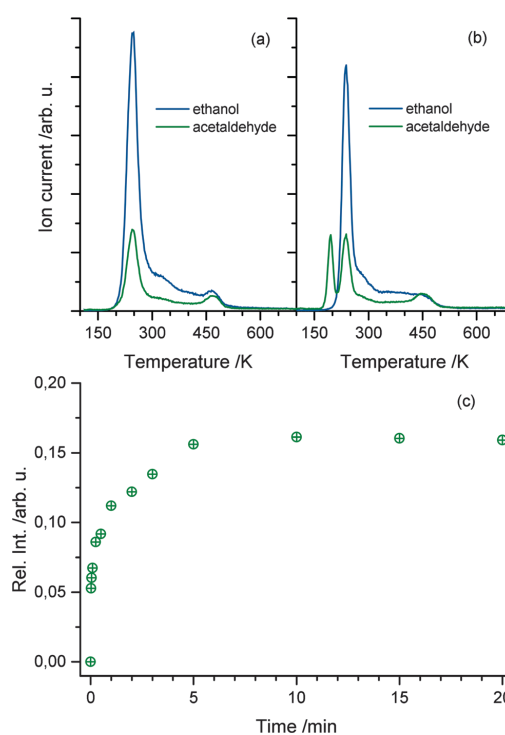 (a)
(b)
ethanol
acetaldehyde
ethanol
acetaldehyde
Ion current /arb. u.
150 300 450 600
150 300 450 600
Temperature /K
Temperature /K
(c)
0,20
0,15
0,10
0,05
0,00
Rel. Int. /arb. u.
0 5 10 15 20
Time /min